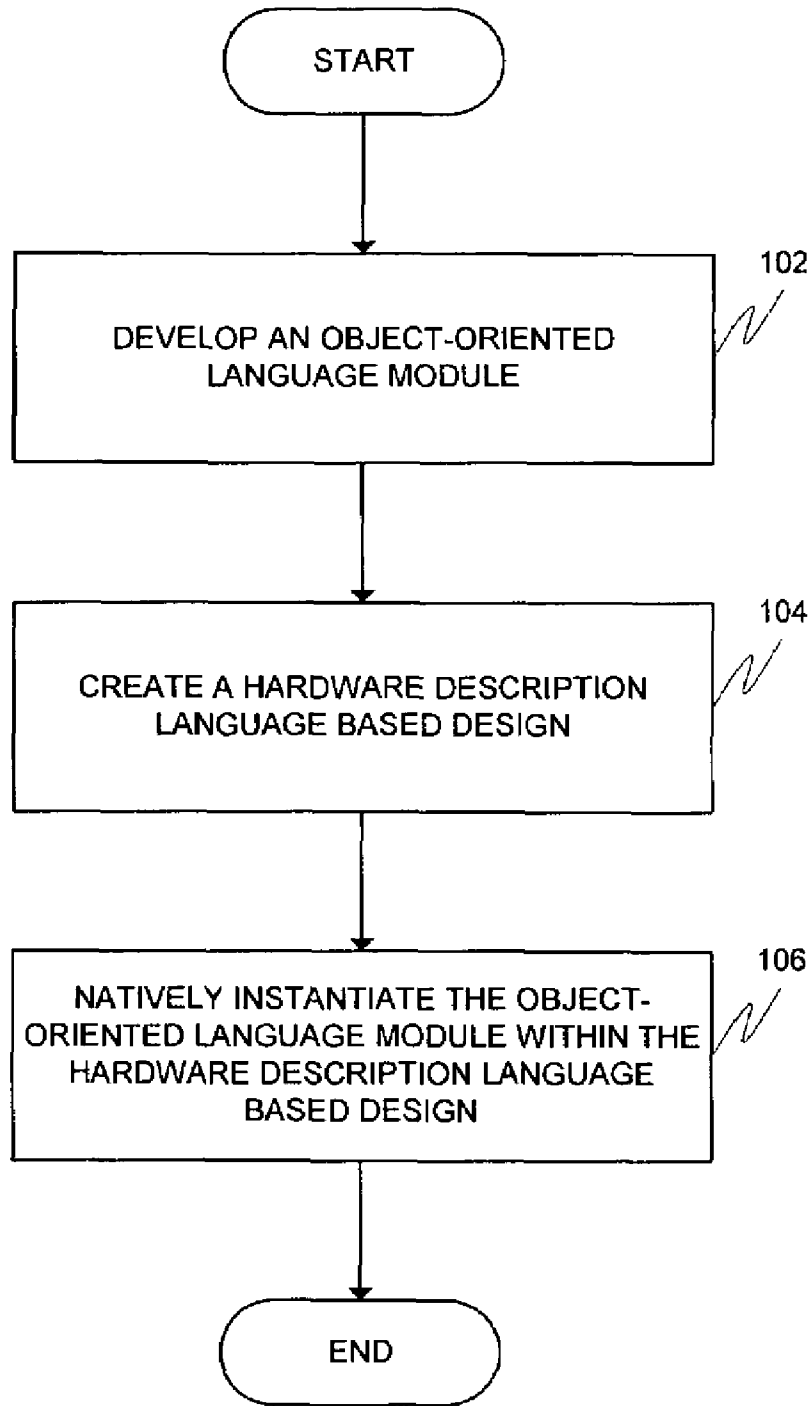 START
102
DEVELOP AN OBJECT-ORIENTED
LANGUAGE MODULE
104
CREATE A HARDWARE DESCRIPTION
LANGUAGE BASED DESIGN
106
NATIVELY INSTANTIATE THE OBJECT-
ORIENTED LANGUAGE MODULE WITHIN THE
HARDWARE DESCRIPTION LANGUAGE
BASED DESIGN
END